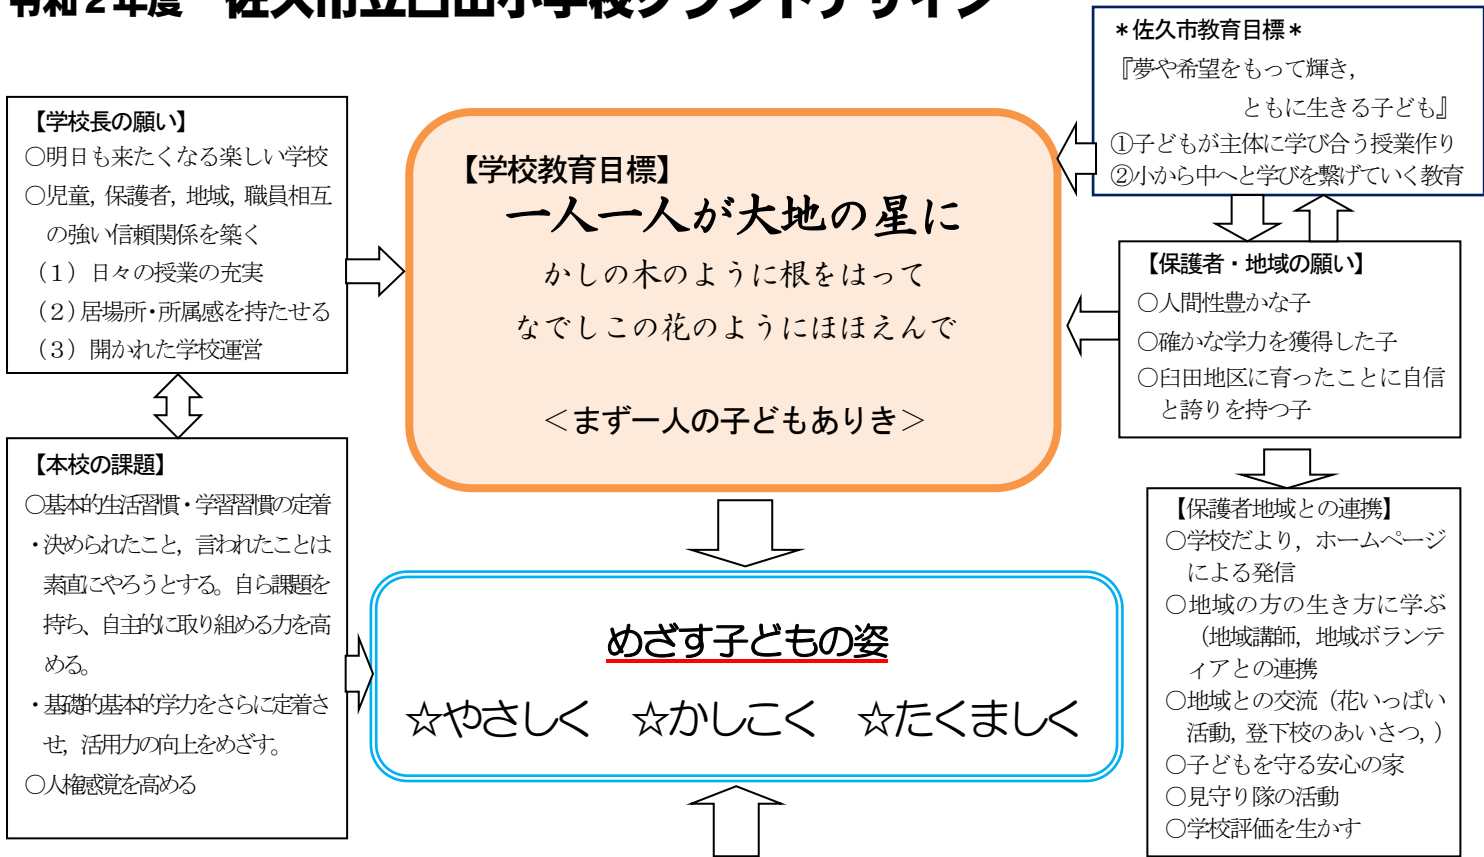 令和２年度　佐久市立臼田小学校グランドデザイン
＊佐久市教育目標＊
『夢や希望をもって輝き，
ともに生きる子ども』
①子どもが主体に学び合う授業作り
②小から中へと学びを繋げていく教育
【学校長の願い】
○明日も来たくなる楽しい学校
○児童，保護者，地域，職員相互
の強い信頼関係を築く
（１）日々の授業の充実
（２）居場所・所属感を持たせる
（３）開かれた学校運営
【学校教育目標】
一人一人が大地の星に
かしの木のように根をはって
なでしこの花のようにほほえんで
＜まず一人の子どもありき＞
【保護者・地域の願い】
○人間性豊かな子
○確かな学力を獲得した子
○臼田地区に育ったことに自信
と誇りを持つ子
【本校の課題】
○基本的生活習慣・学習習慣の定着
・決められたこと，言われたことは
素直にやろうとする。自ら課題を
持ち、自主的に取り組める力を高
める。
・基礎的基本的学力をさらに定着さ
せ，活用力の向上をめざす。
○人権感覚を高める
めざす子どもの姿
☆やさしく　☆かしこく　☆たくましく
【保護者地域との連携】
○学校だより，ホームページ
による発信
○地域の方の生き方に学ぶ
（地域講師，地域ボランテ
ィアとの連携
○地域との交流（花いっぱい
活動，登下校のあいさつ，）
○子どもを守る安心の家
○見守り隊の活動
○学校評価を生かす